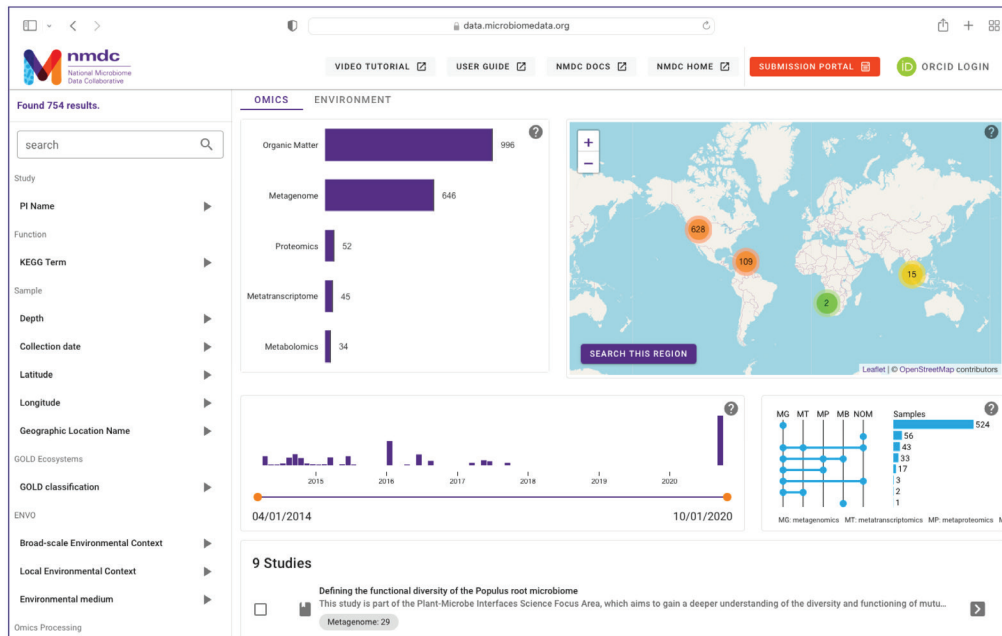 data.microbiomedata.org
nmdc
National Microbiome
Data Collaborative
VIDEO TUTORIAL
USER GUIDE
NMDC DOCS
NMDC HOME
SUBMISSION PORTAL
iD ORCID LOGIN
Found 754 results.
search
Study
PI Name
Function
KEGG Term
Sample
Depth
Collection date
Latitude
Longitude
Geographic Location Name
GOLD Ecosystems
GOLD classification
ENVO
Broad-scale Environmental Context
Local Environmental Context
Environmental medium
Omics Processing
OMICS ENVIRONMENT
?
Organic Matter 996
Metagenome 646
Proteomics 52
Metatranscriptome 45
Metabolomics 34
?
+
−
628
109
15
2
SEARCH THIS REGION
Leaflet | © OpenStreetMap contributors
?
2015 2016 2017 2018 2019 2020
04/01/2014 10/01/2020
?
MG MT MP MB NOM Samples
524
56
43
33
17
3
2
1
MG: metagenomics MT: metatranscriptomics MP: metaproteomics
9 Studies
Defining the functional diversity of the Populus root microbiome
This study is part of the Plant-Microbe Interfaces Science Focus Area, which aims to gain a deeper understanding of the diversity and functioning of mutu...
Metagenome: 29